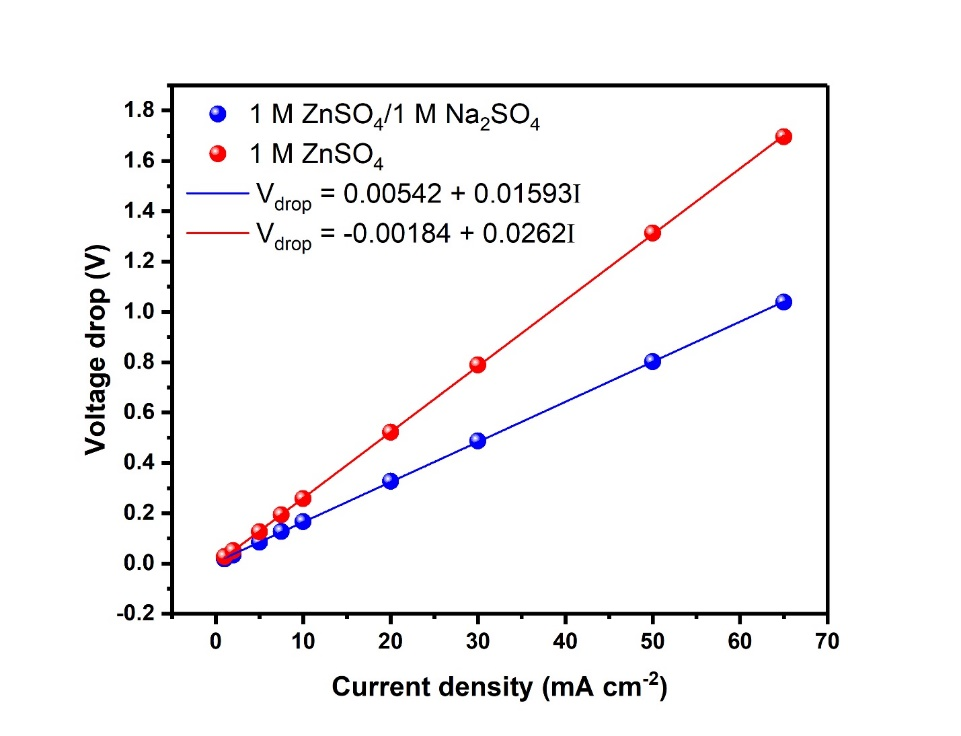 1 M ZnSO₄/1 M Na₂SO₄
1 M ZnSO₄
V_drop = 0.00542 + 0.01593I
V_drop = -0.00184 + 0.0262I
Voltage drop (V)
1.8
1.6
1.4
1.2
1.0
0.8
0.6
0.4
0.2
0.0
-0.2
0 10 20 30 40 50 60 70
Current density (mA cm⁻²)